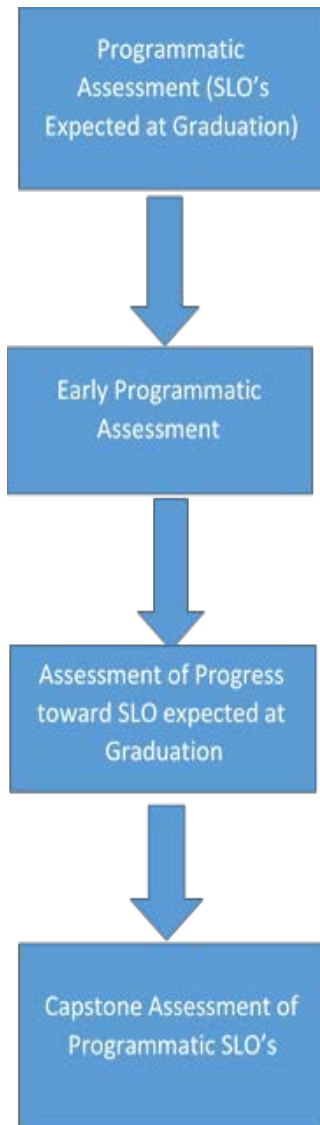 Programmatic
Assessment (SLO's
Expected at Graduation)
Early Programmatic
Assessment
Assessment of Progress
toward SLO expected at
Graduation
Capstone Assessment of
Programmatic SLO's